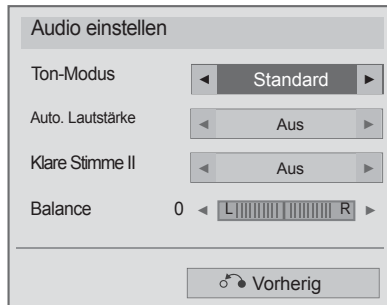 Audio einstellen
Ton-Modus ◄ Standard ►
Auto. Lautstärke ◄ Aus ►
Klare Stimme II ◄ Aus ►
Balance 0 ◄ L R ►
Vorherig